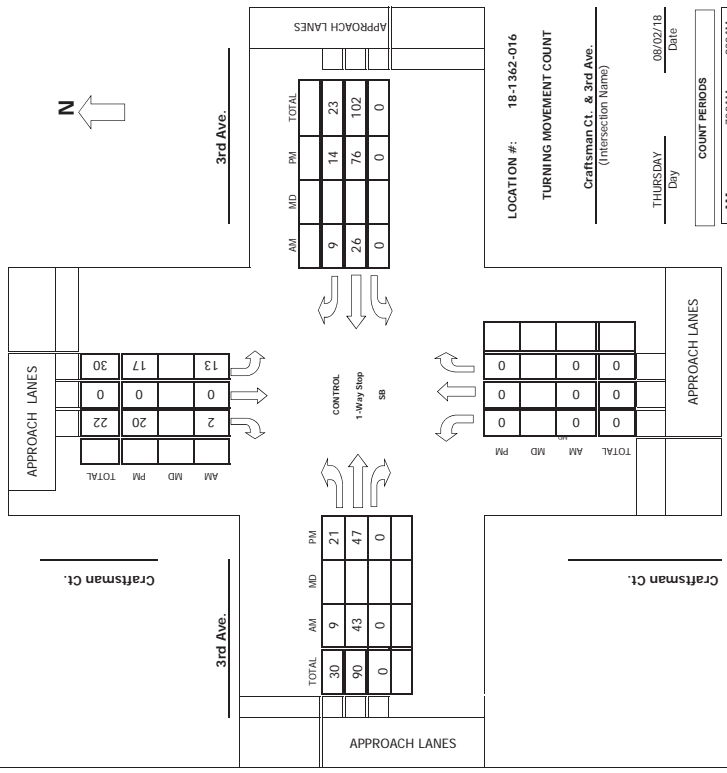 N
3rd Ave.
APPROACH LANES
AM MD PM TOTAL
9 14 23
26 76 102
0 0 0
LOCATION #: 18-1362-016
TURNING MOVEMENT COUNT
Craftsman Ct. & 3rd Ave.
(Intersection Name)
THURSDAY 08/02/18
Day Date
COUNT PERIODS
APPROACH LANES
TOTAL 22 0 30
PM 20 0 17
MD
AM 2 0 13
CONTROL
1-Way Stop
SB
PM 0 0 0
MD
AM 0 0 0
MD
TOTAL 0 0 0
APPROACH LANES
Craftsman Ct.
3rd Ave.
TOTAL AM MD PM
30 9 21
90 43 47
0 0 0
APPROACH LANES
Craftsman Ct.